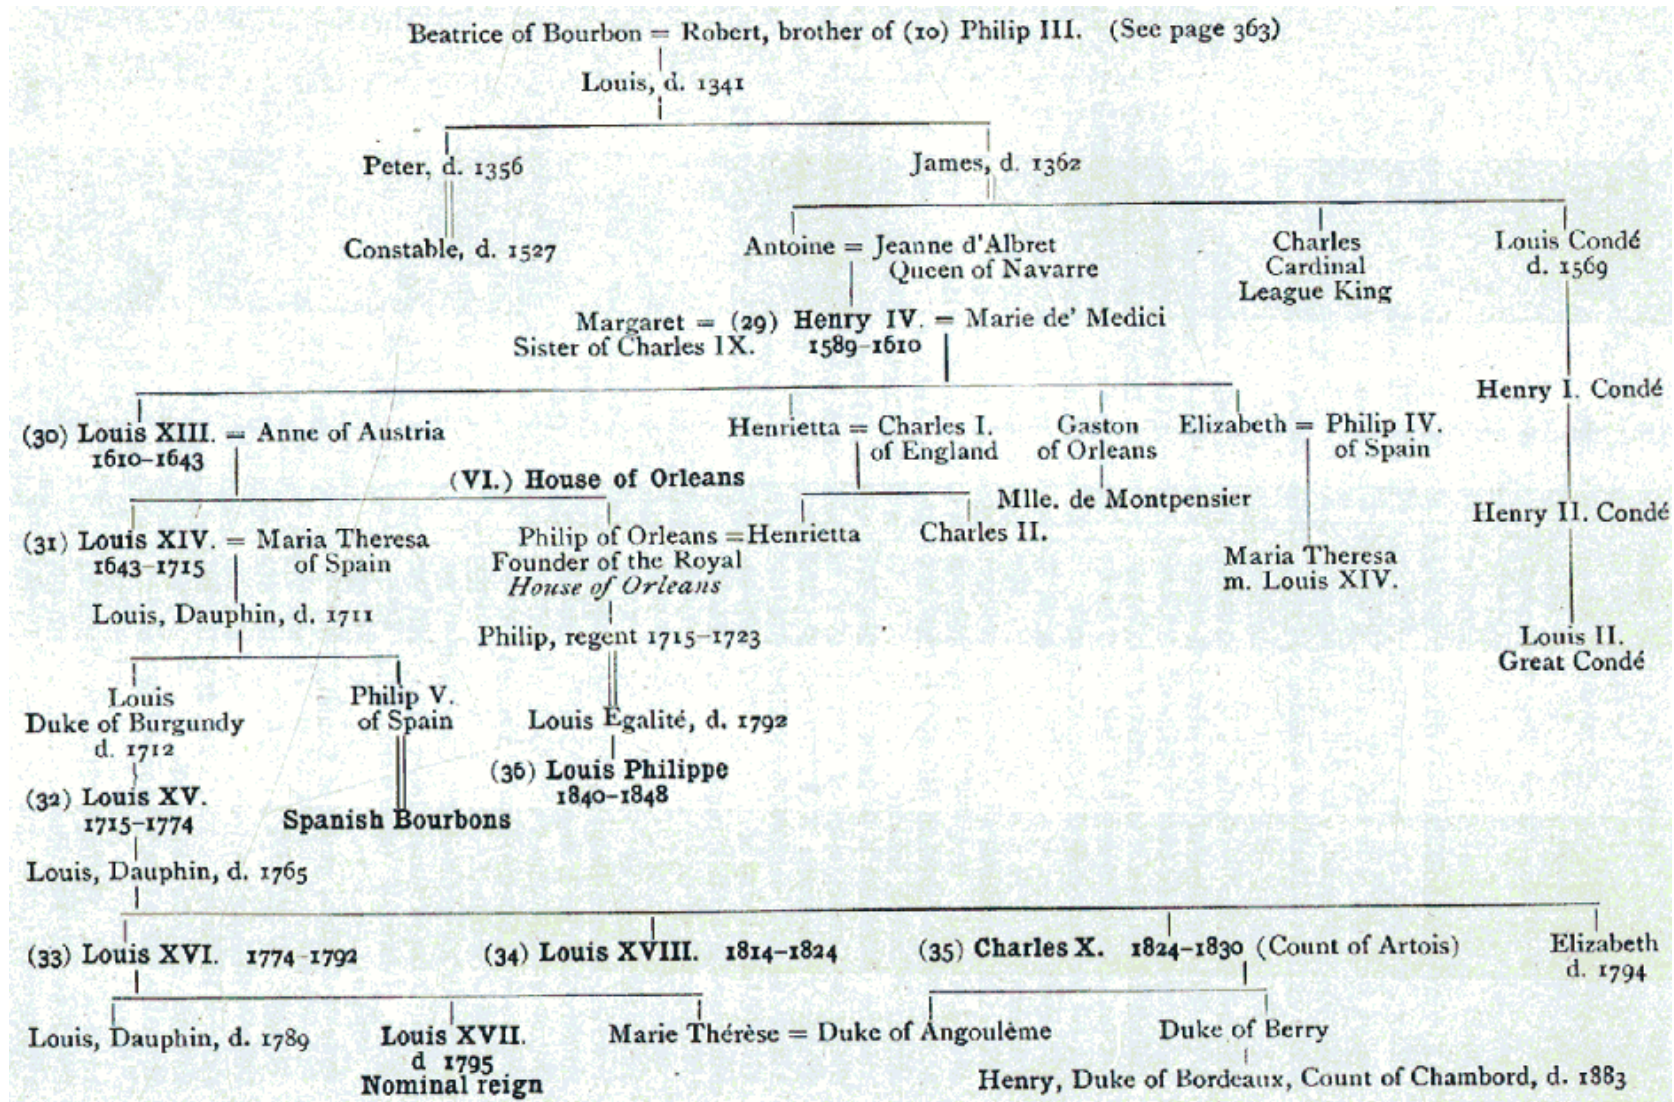 Beatrice of Bourbon = Robert, brother of (10) Philip III. (See page 363)
Louis, d. 1341
Peter, d. 1356
James, d. 1362
Constable, d. 1527
Antoine = Jeanne d'Albret
Queen of Navarre
Charles
Cardinal
League King
Louis Condé
d. 1569
Margaret = (29) Henry IV. = Marie de' Medici
Sister of Charles IX. 1589-1610
Henry I. Condé
(30) Louis XIII. = Anne of Austria
1610-1643
Henrietta = Charles I.
of England
Gaston
of Orleans
Elizabeth = Philip IV.
of Spain
(VI.) House of Orleans
Mlle. de Montpensier
Henry II. Condé
(31) Louis XIV. = Maria Theresa
1643-1715 of Spain
Philip of Orleans = Henrietta
Founder of the Royal
House of Orleans
Charles II.
Maria Theresa
m. Louis XIV.
Louis, Dauphin, d. 1711
Philip, regent 1715-1723
Louis II.
Great Condé
Louis
Duke of Burgundy
d. 1712
Philip V.
of Spain
Louis Egalité, d. 1792
(36) Louis Philippe
1840-1848
(32) Louis XV.
1715-1774
Spanish Bourbons
Louis, Dauphin, d. 1765
(33) Louis XVI. 1774-1792
(34) Louis XVIII. 1814-1824
(35) Charles X. 1824-1830 (Count of Artois)
Elizabeth
d. 1794
Louis, Dauphin, d. 1789
Louis XVII.
d 1795
Nominal reign
Marie Thérèse = Duke of Angoulème
Duke of Berry
Henry, Duke of Bordeaux, Count of Chambord, d. 1883